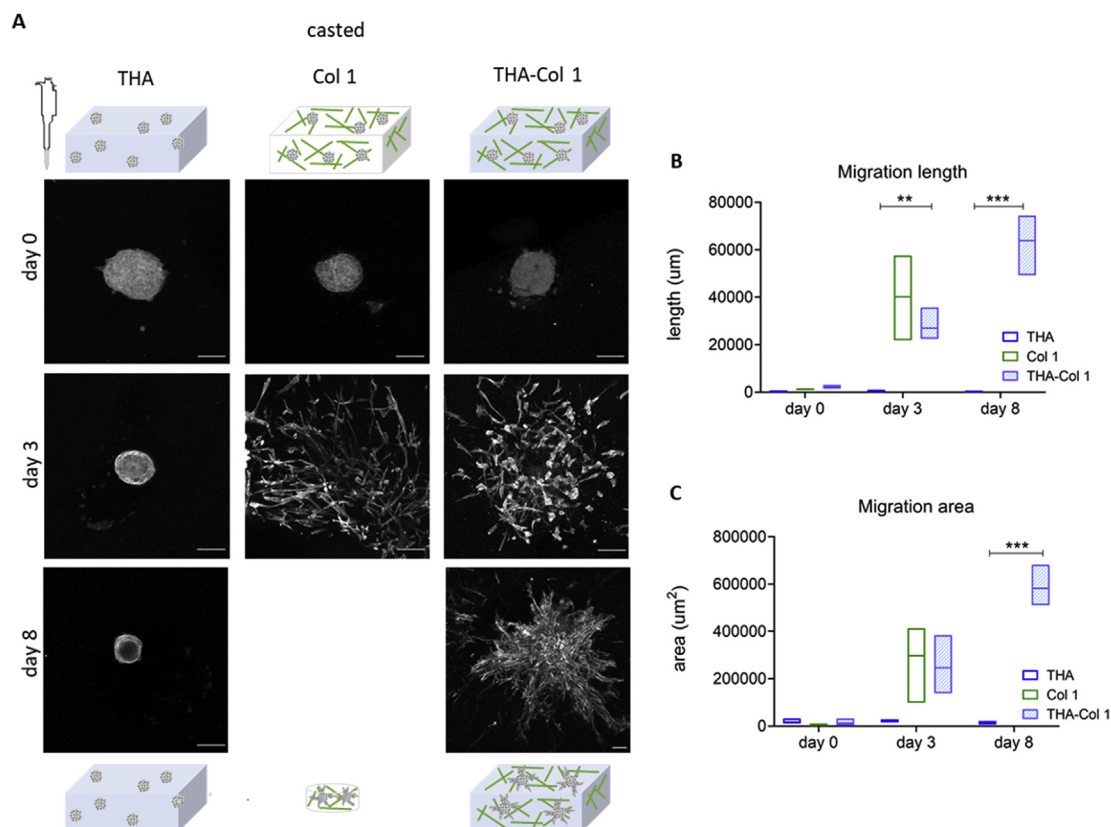 A
casted
THA
Col 1
THA-Col 1
day 0
day 3
day 8
B
Migration length
length (um)
80000
60000
40000
20000
0
**
***
THA
Col 1
THA-Col 1
day 0
day 3
day 8
C
Migration area
area (um²)
800000
600000
400000
200000
0
***
THA
Col 1
THA-Col 1
day 0
day 3
day 8